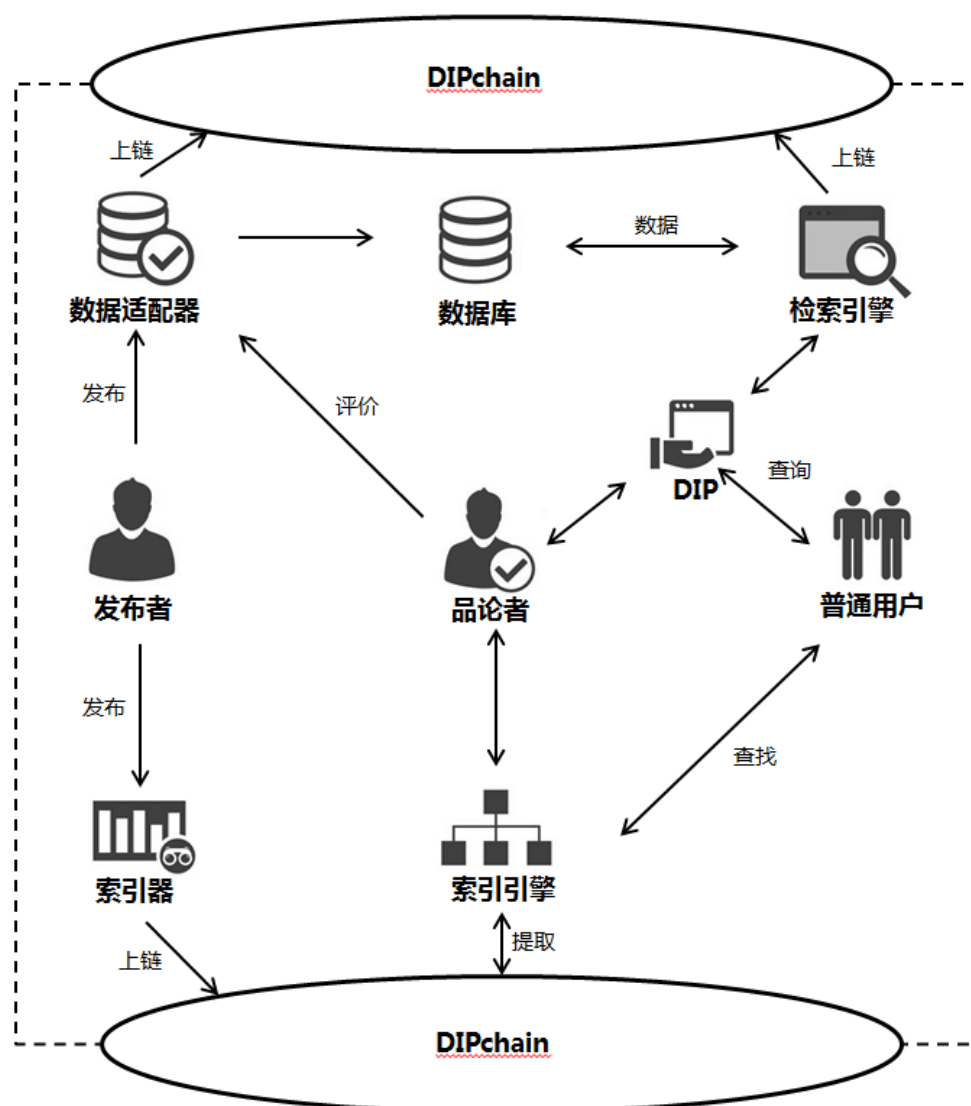 DIPchain
上链
上链
数据
数据适配器
数据库
检索引擎
发布
评价
查询
DIP
发布者
品论者
普通用户
发布
查找
索引器
索引引擎
提取
上链
DIPchain